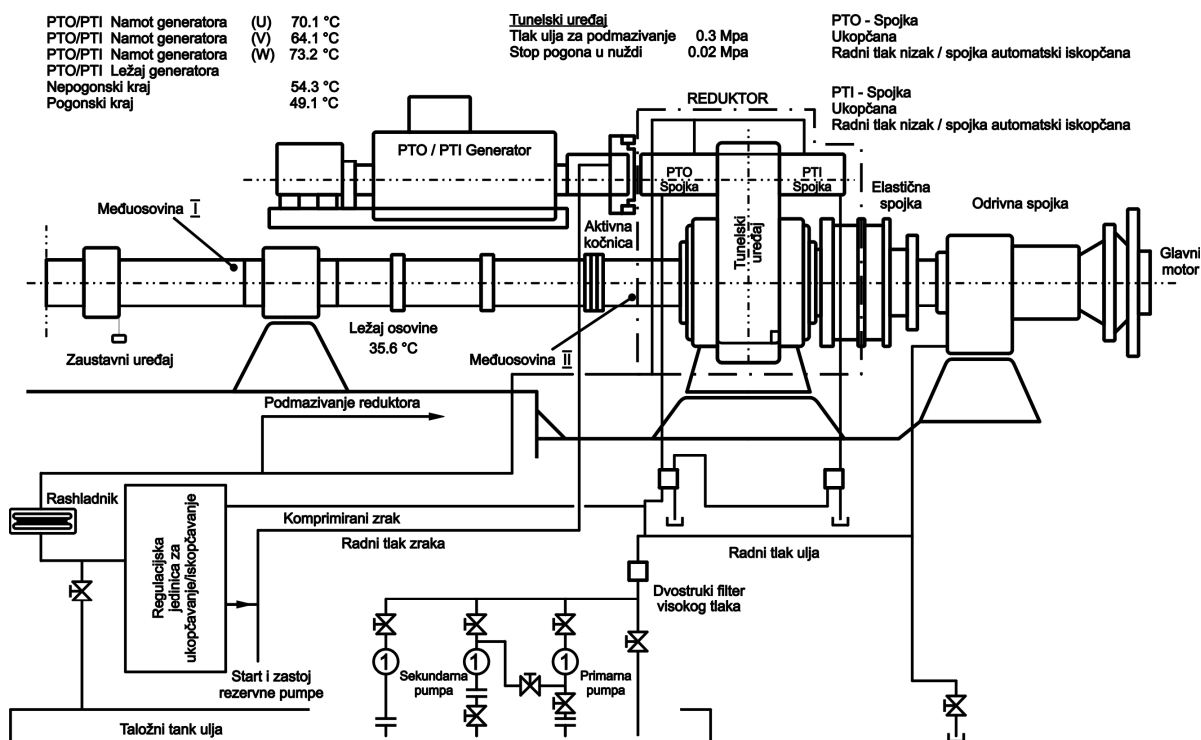 PTO/PTI Namot generatora (U) 70.1 °C
PTO/PTI Namot generatora (V) 64.1 °C
PTO/PTI Namot generatora (W) 73.2 °C
PTO/PTI Ležaj generatora
Nepogonski kraj 54.3 °C
Pogonski kraj 49.1 °C
Tunelski uređaj
Tlak ulja za podmazivanje 0.3 Mpa
Stop pogona u nuždi 0.02 Mpa
PTO - Spojka
Ukopčana
Radni tlak nizak / spojka automatski iskopčana
PTI - Spojka
Ukopčana
Radni tlak nizak / spojka automatski iskopčana
REDUKTOR
PTO / PTI Generator
PTO
Spojka
PTI
Spojka
Tunelski
uređaj
Elastična
spojka
Odrivna spojka
Glavni
motor
Međuosovina I
Aktivna
kočnica
Ležaj osovine
35.6 °C
Zaustavni uređaj
Međuosovina II
Podmazivanje reduktora
Rashladnik
Regulacijska
jedinica za
ukopčavanje/iskopčavanje
Komprimirani zrak
Radni tlak zraka
Radni tlak ulja
Dvostruki filter
visokog tlaka
Start i zastoj
rezervne pumpe
1
Sekundarna
pumpa
1
1
Primarna
pumpa
Taložni tank ulja